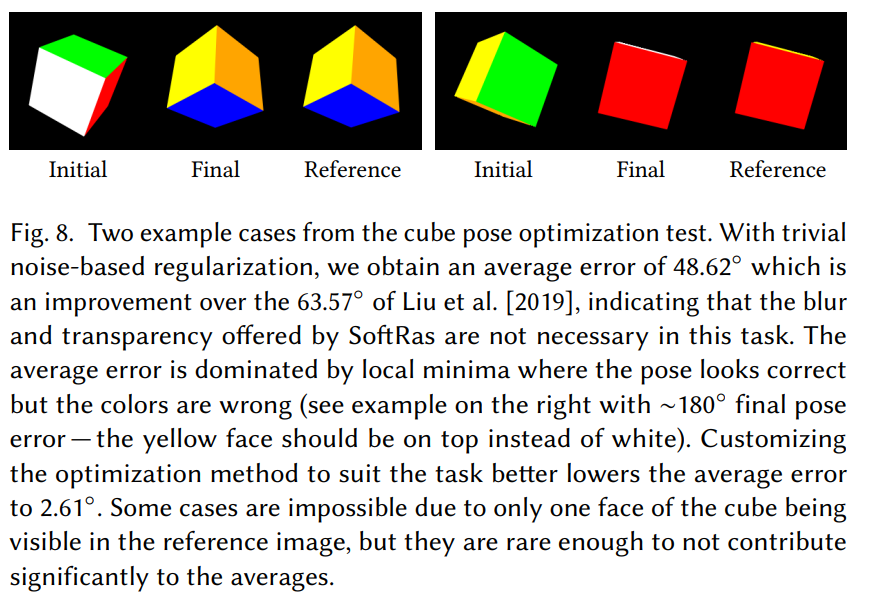 Initial Final Reference Initial Final Reference
Fig. 8. Two example cases from the cube pose optimization test. With trivial
noise-based regularization, we obtain an average error of 48.62° which is
an improvement over the 63.57° of Liu et al. [2019], indicating that the blur
and transparency offered by SoftRas are not necessary in this task. The
average error is dominated by local minima where the pose looks correct
but the colors are wrong (see example on the right with ~180° final pose
error — the yellow face should be on top instead of white). Customizing
the optimization method to suit the task better lowers the average error
to 2.61°. Some cases are impossible due to only one face of the cube being
visible in the reference image, but they are rare enough to not contribute
significantly to the averages.